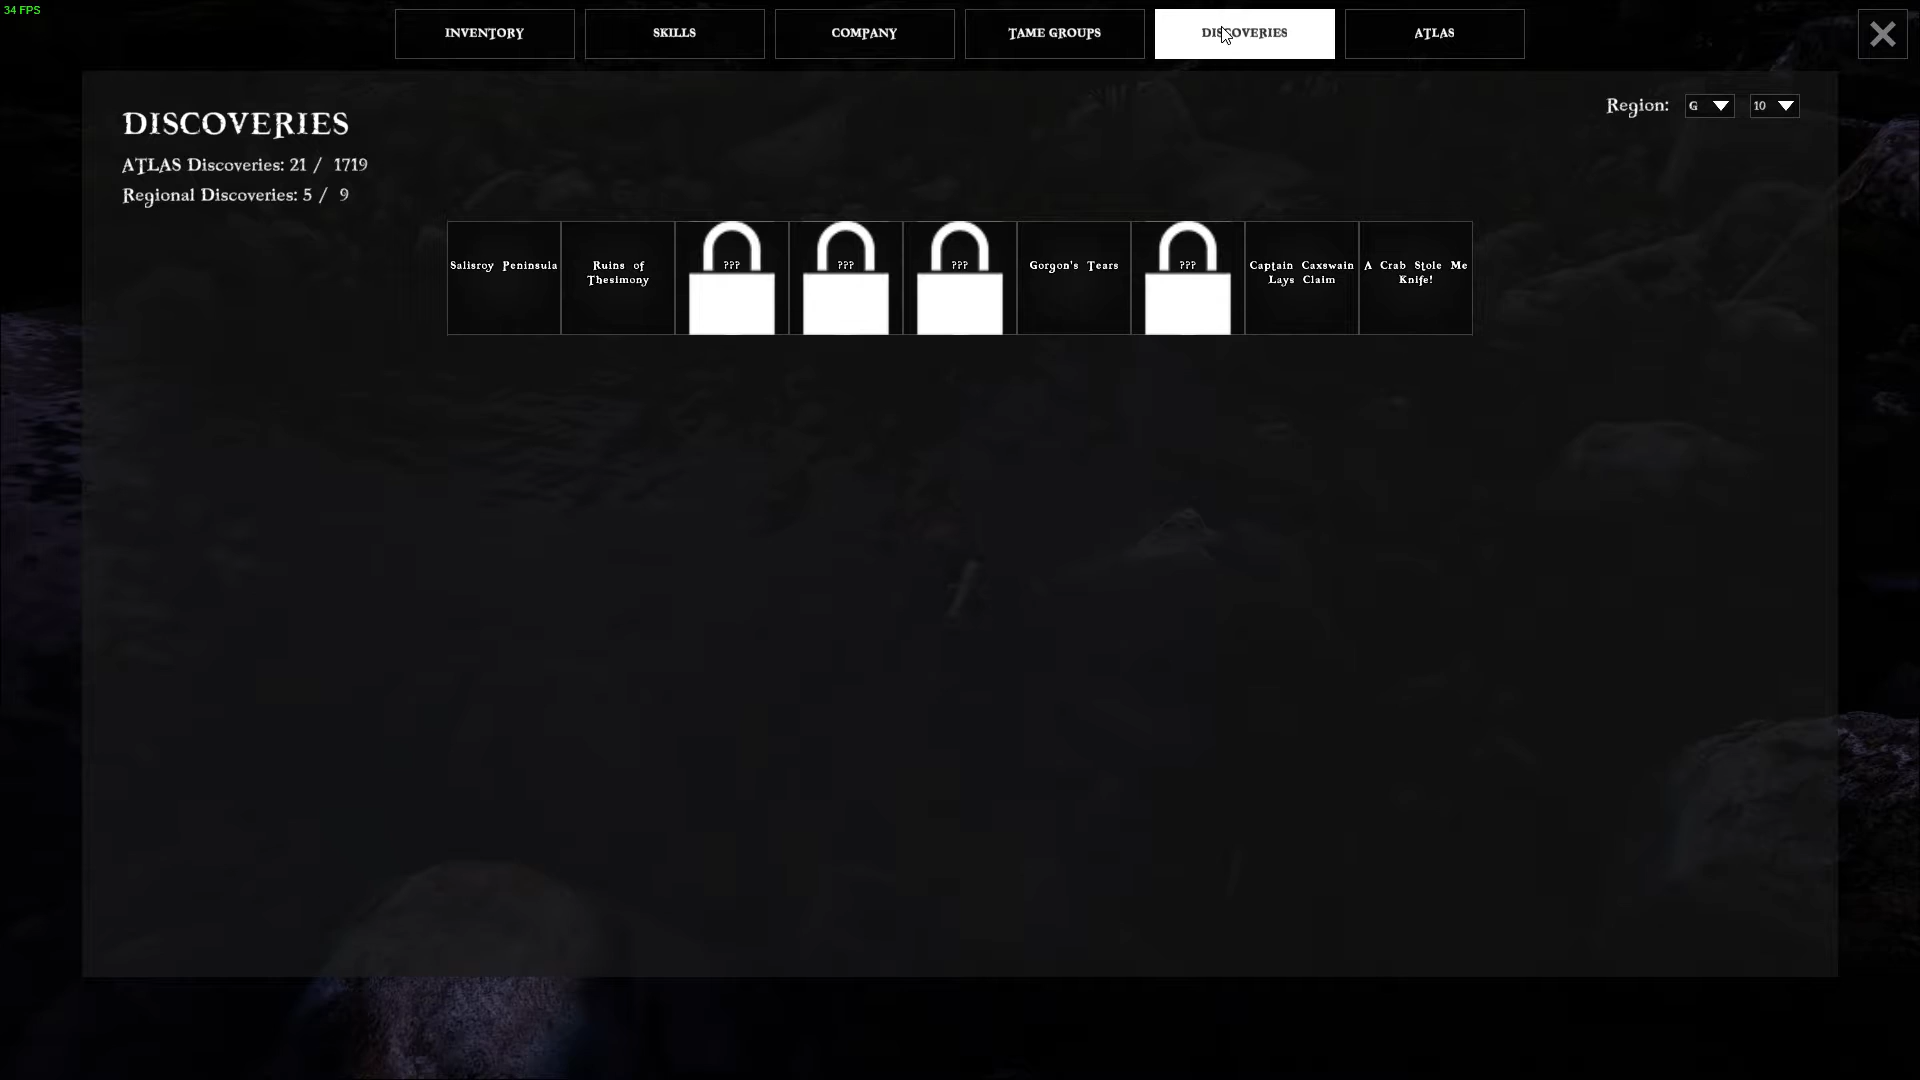 34 FPS
INVENTORY
SKILLS
COMPANY
TAME GROUPS
DISCOVERIES
ATLAS
Region:
G
10
DISCOVERIES
ATLAS Discoveries: 21 / 1719
Regional Discoveries: 5 / 9
Salisroy Peninsula
Ruins of
Thesimony
???
???
???
Gorgon's Tears
???
Captain Caxswain
Lays Claim
A Crab Stole Me
Knife!